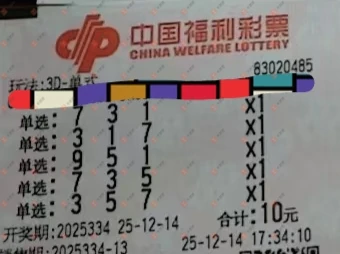 中国福利彩票
CHINA WELFARE LOTTERY
83020485
玩法:3D-单式
单选: 7 3 1 X1
单选: 3 1 7 X1
单选: 9 5 1 X1
单选: 7 3 5 X1
单选: 3 5 7 X1
开奖期:2025334 25-12-14 合计:10元
2025334-13 25-12-14 17:34:10